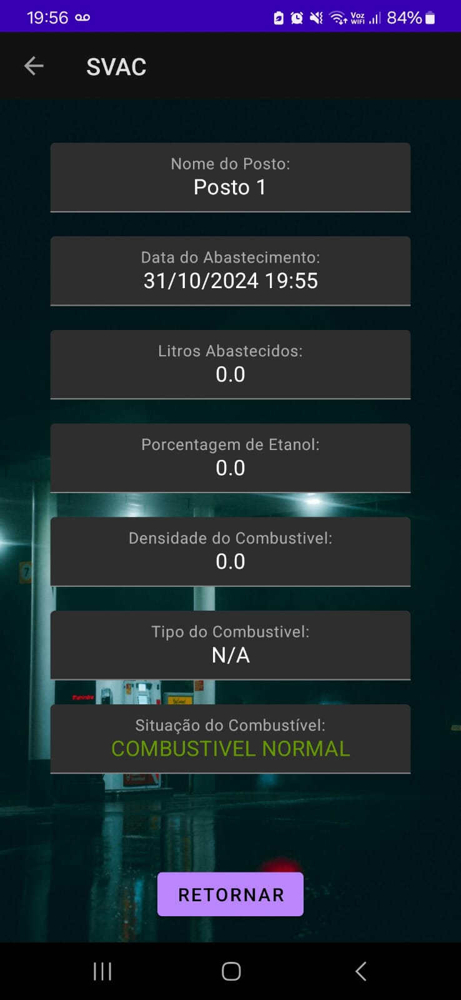 19:56
Voz
WiFi
84%
SVAC
Nome do Posto:
Posto 1
Data do Abastecimento:
31/10/2024 19:55
Litros Abastecidos:
0.0
Porcentagem de Etanol:
0.0
7
Densidade do Combustivel:
0.0
Tipo do Combustivel:
N/A
Mahindra
Situação do Combustível:
COMBUSTIVEL NORMAL
RETORNAR